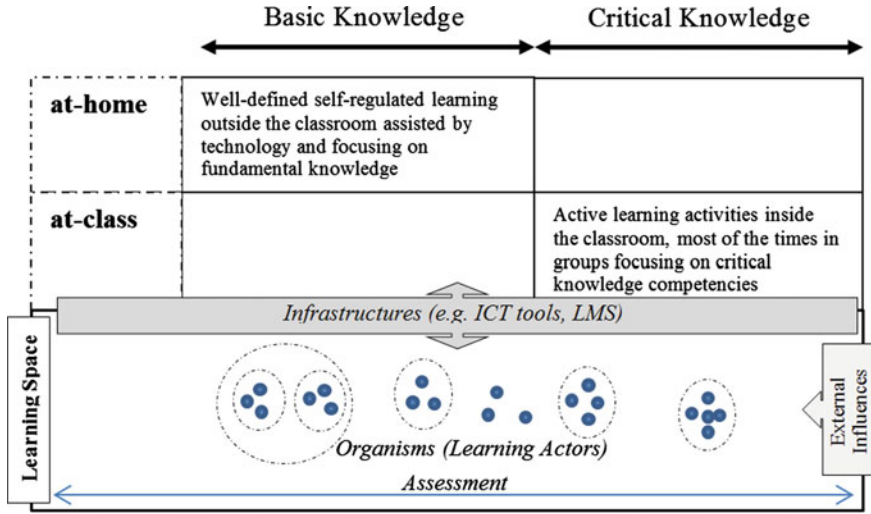 Basic Knowledge
Critical Knowledge
at-home
Well-defined self-regulated learning
outside the classroom assisted by
technology and focusing on
fundamental knowledge
at-class
Active learning activities inside
the classroom, most of the times in
groups focusing on critical
knowledge competencies
Infrastructures (e.g. ICT tools, LMS)
Learning Space
External
Influences
Organisms (Learning Actors)
Assessment